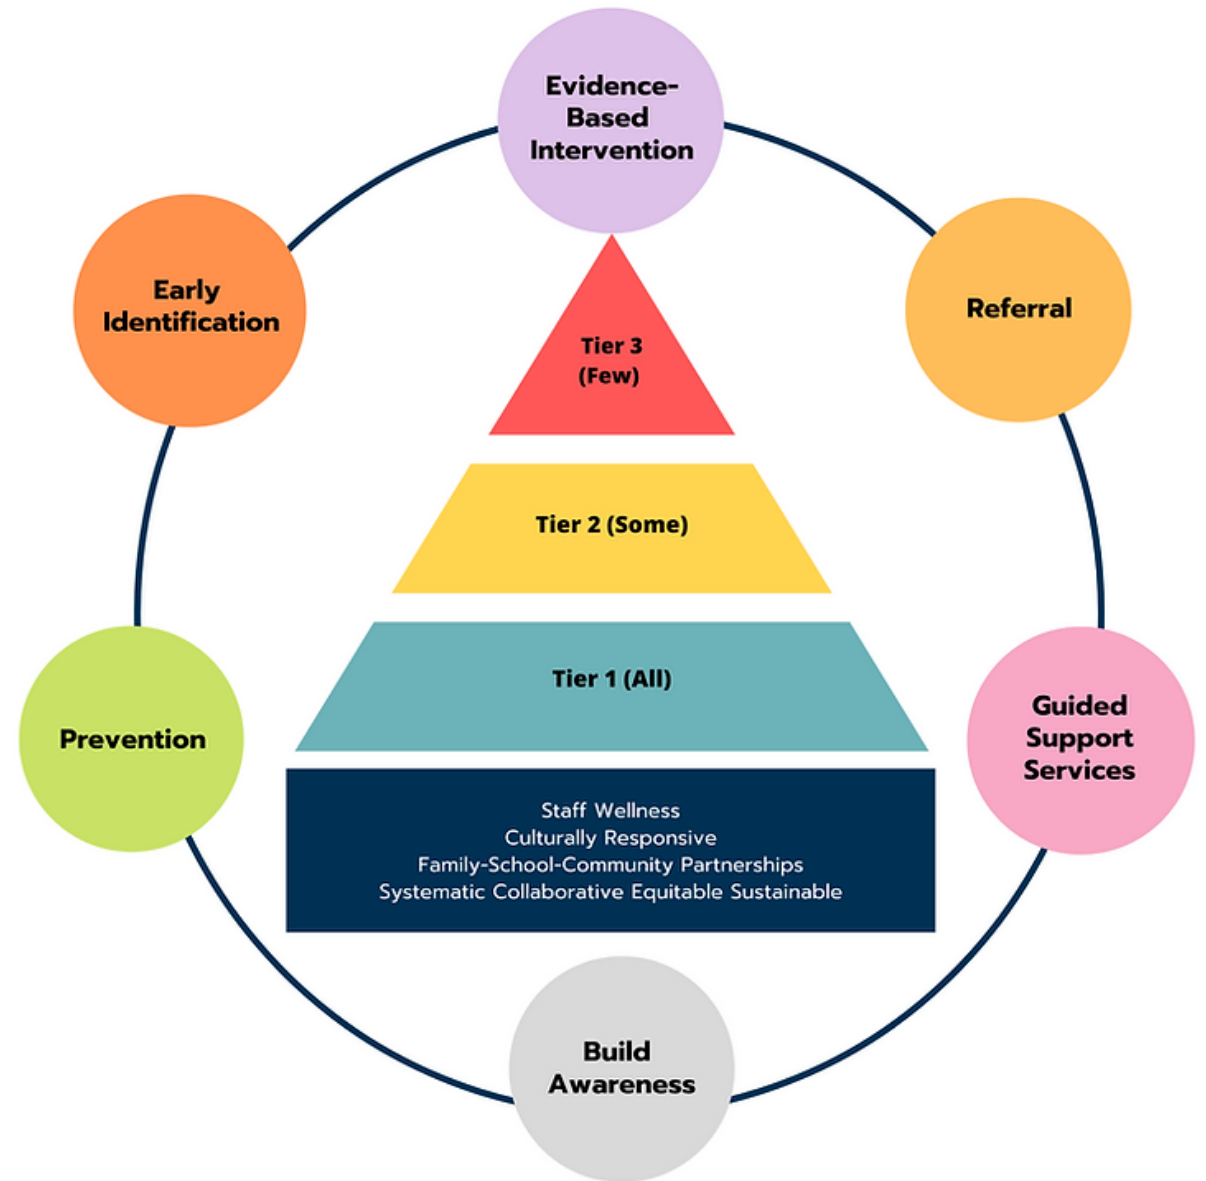 Evidence-
Based
Intervention
Early
Identification
Referral
Tier 3
(Few)
Tier 2 (Some)
Tier 1 (All)
Prevention
Guided
Support
Services
Staff Wellness
Culturally Responsive
Family-School-Community Partnerships
Systematic Collaborative Equitable Sustainable
Build
Awareness